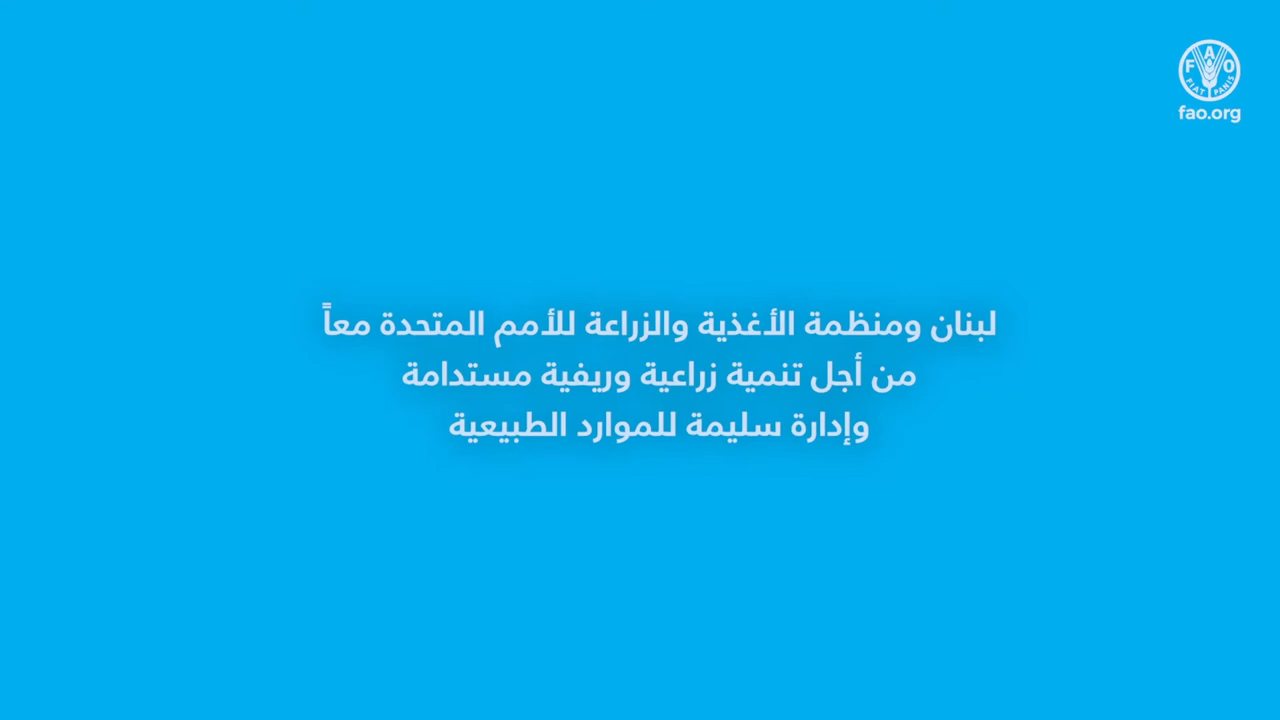 FAO
FIAT PANIS
fao.org
لبنان ومنظمة الأغذية والزراعة للأمم المتحدة معاً
من أجل تنمية زراعية وريفية مستدامة
وإدارة سليمة للموارد الطبيعية